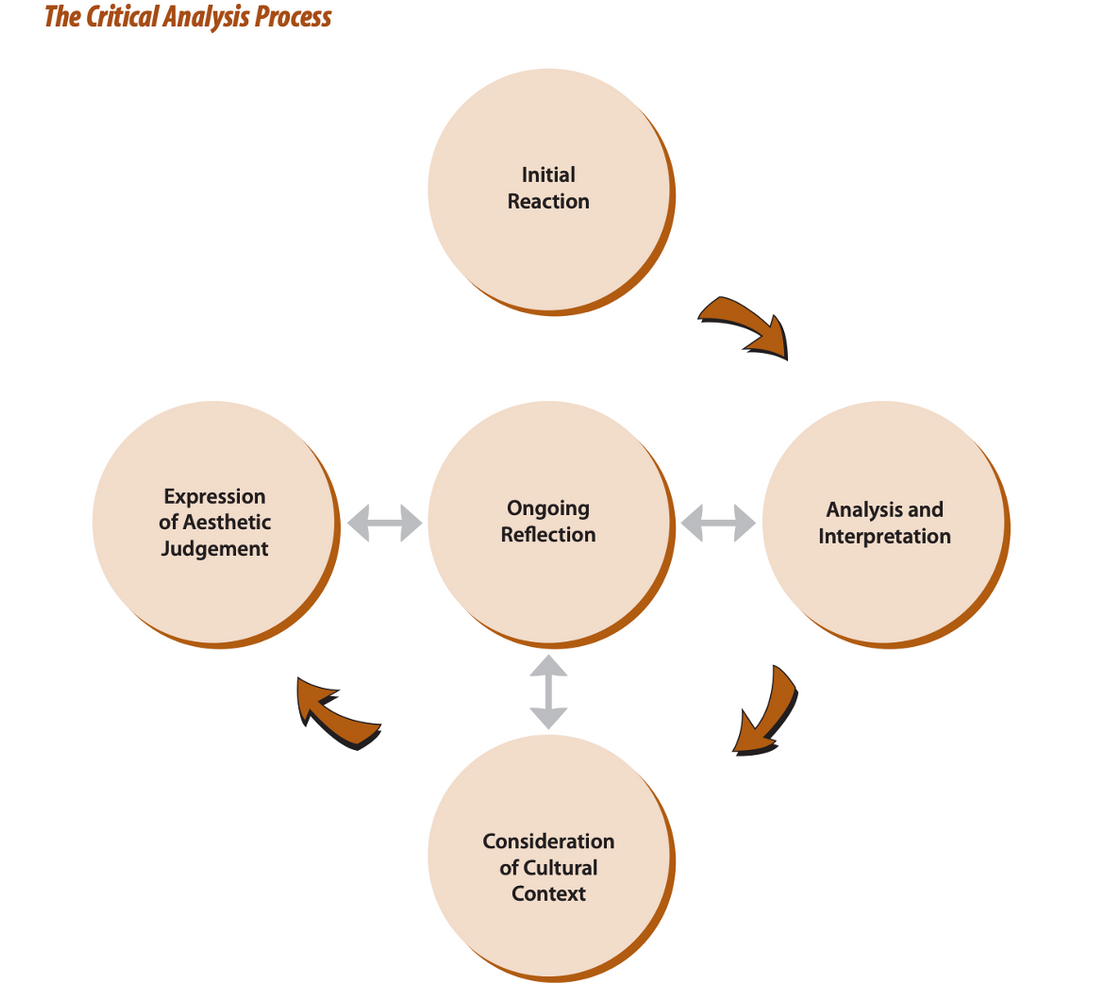 The Critical Analysis Process
Initial
Reaction
Expression
of Aesthetic
Judgement
Ongoing
Reflection
Analysis and
Interpretation
Consideration
of Cultural
Context